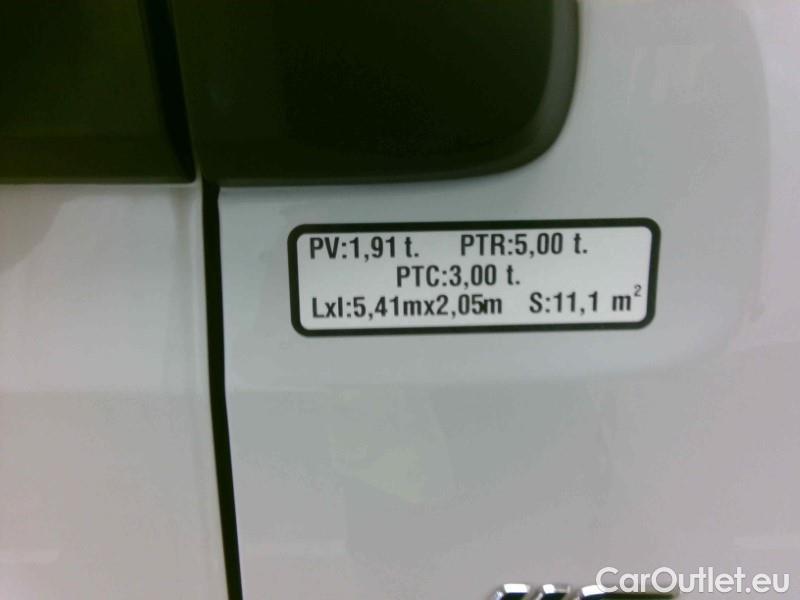 PV:1,91 t. PTR:5,00 t.
PTC:3,00 t.
Lxl:5,41mx2,05m S:11,1 m²
CarOutlet.eu